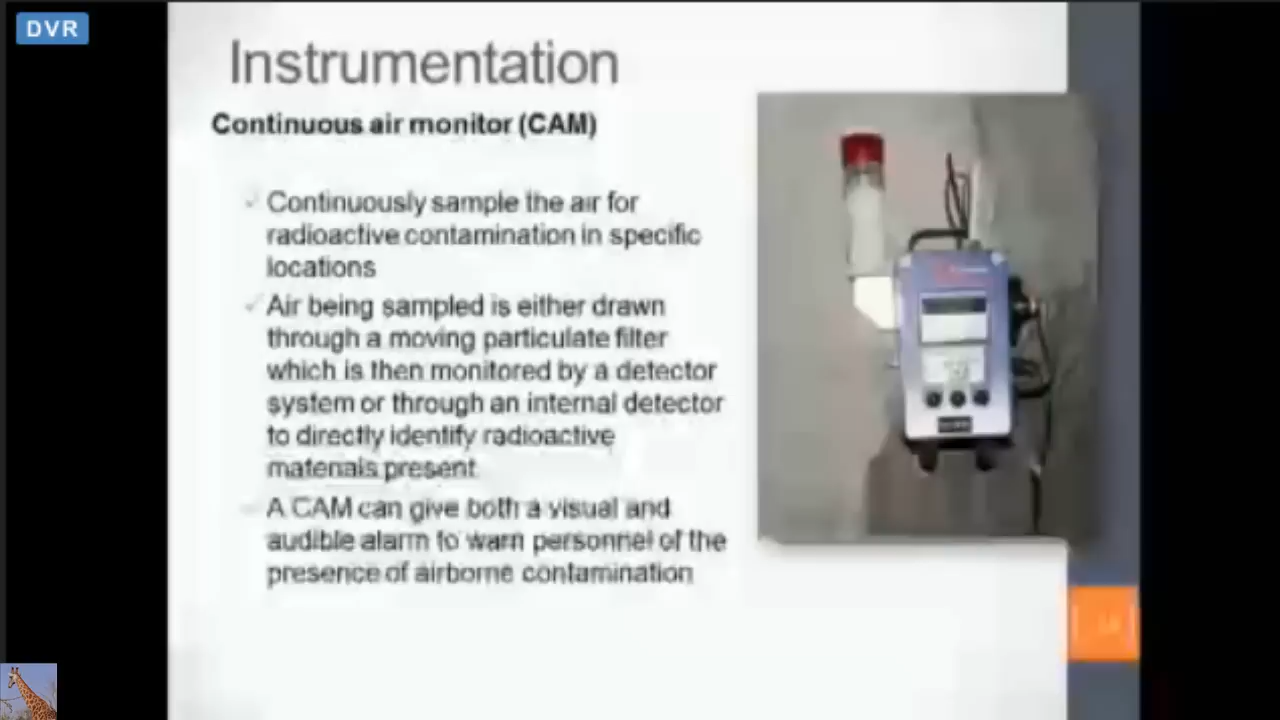 DVR
Instrumentation
Continuous air monitor (CAM)
Continuously sample the air for
radioactive contamination in specific
locations
Air being sampled is either drawn
through a moving particulate filter
which is then monitored by a detector
system or through an internal detector
to directly identify radioactive
materials present
A CAM can give both a visual and
audible alarm to warn personnel of the
presence of airborne contamination